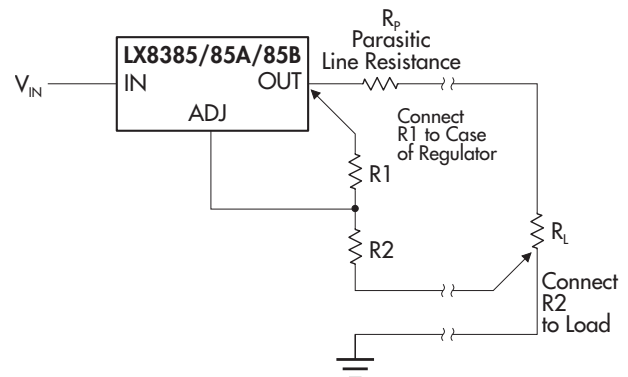 R_P
Parasitic
Line Resistance
LX8385/85A/85B
V_IN
IN
OUT
ADJ
Connect
R1 to Case
of Regulator
R1
R2
R_L
Connect
R2
to Load